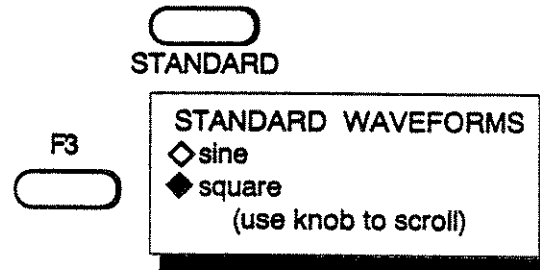 STANDARD
F3
STANDARD WAVEFORMS
sine
square
(use knob to scroll)